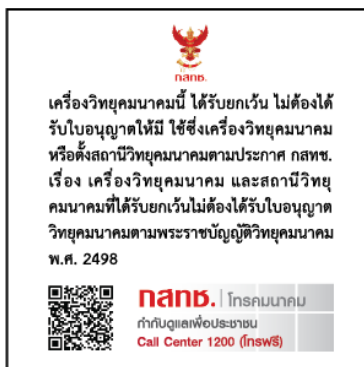 กสทช.
เครื่องวิทยุคมนาคมนี้ ได้รับยกเว้น ไม่ต้องได้
รับใบอนุญาตให้มี ใช้ซึ่งเครื่องวิทยุคมนาคม
หรือตั้งสถานีวิทยุคมนาคมตามประกาศ กสทช.
เรื่อง เครื่องวิทยุคมนาคม และสถานีวิทยุ
คมนาคมที่ได้รับยกเว้นไม่ต้องได้รับใบอนุญาต
วิทยุคมนาคมตามพระราชบัญญัติวิทยุคมนาคม
พ.ศ. 2498
กสทช. | โทรคมนาคม
กำกับดูแลเพื่อประชาชน
Call Center 1200 (โทรฟรี)